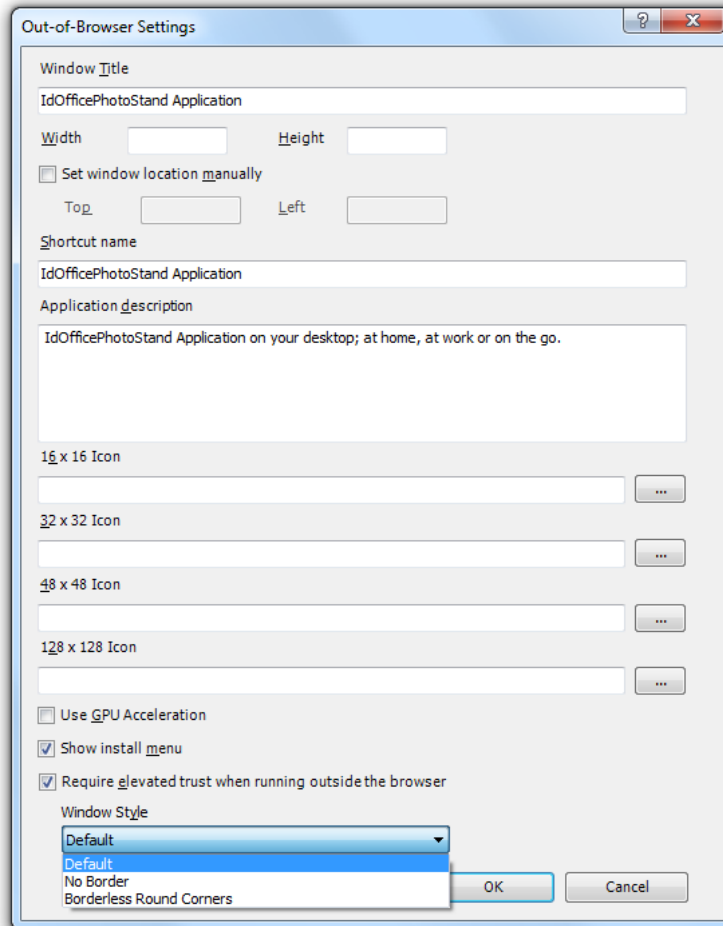 Out-of-Browser Settings
Window Title
IdOfficePhotoStand Application
Width Height
Set window location manually
Top Left
Shortcut name
IdOfficePhotoStand Application
Application description
IdOfficePhotoStand Application on your desktop; at home, at work or on the go.
16 x 16 Icon
...
32 x 32 Icon
...
48 x 48 Icon
...
128 x 128 Icon
...
Use GPU Acceleration
Show install menu
Require elevated trust when running outside the browser
Window Style
Default
Default
No Border
Borderless Round Corners
OK Cancel